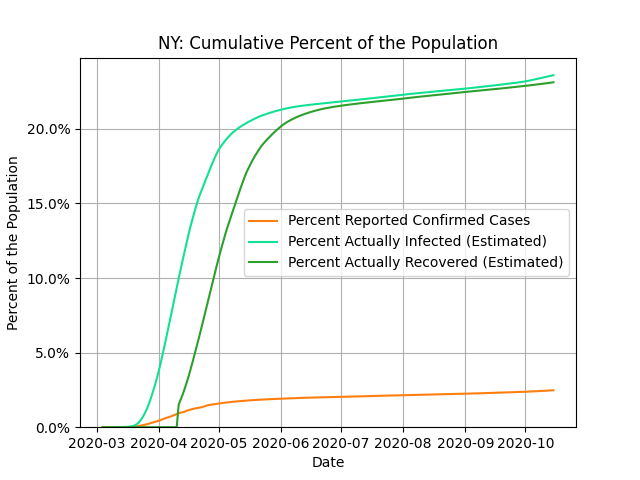 NY: Cumulative Percent of the Population
Percent of the Population
20.0%
15.0%
10.0%
5.0%
0.0%
Percent Reported Confirmed Cases
Percent Actually Infected (Estimated)
Percent Actually Recovered (Estimated)
2020-03 2020-04 2020-05 2020-06 2020-07 2020-08 2020-09 2020-10
Date